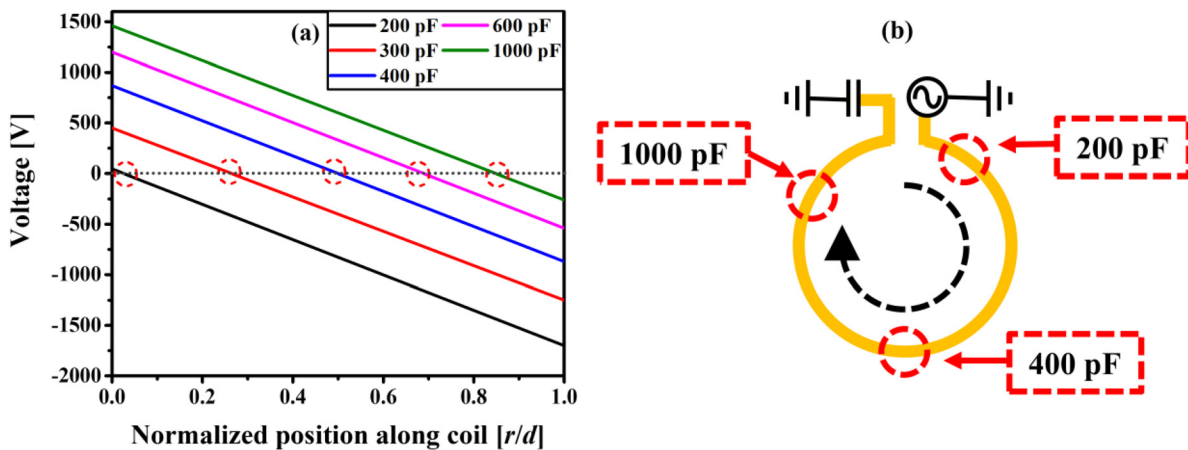 (a)
200 pF
300 pF
400 pF
600 pF
1000 pF
Voltage [V]
1500
1000
500
0
-500
-1000
-1500
-2000
0.0
0.2
0.4
0.6
0.8
1.0
Normalized position along coil [r/d]
(b)
1000 pF
200 pF
400 pF